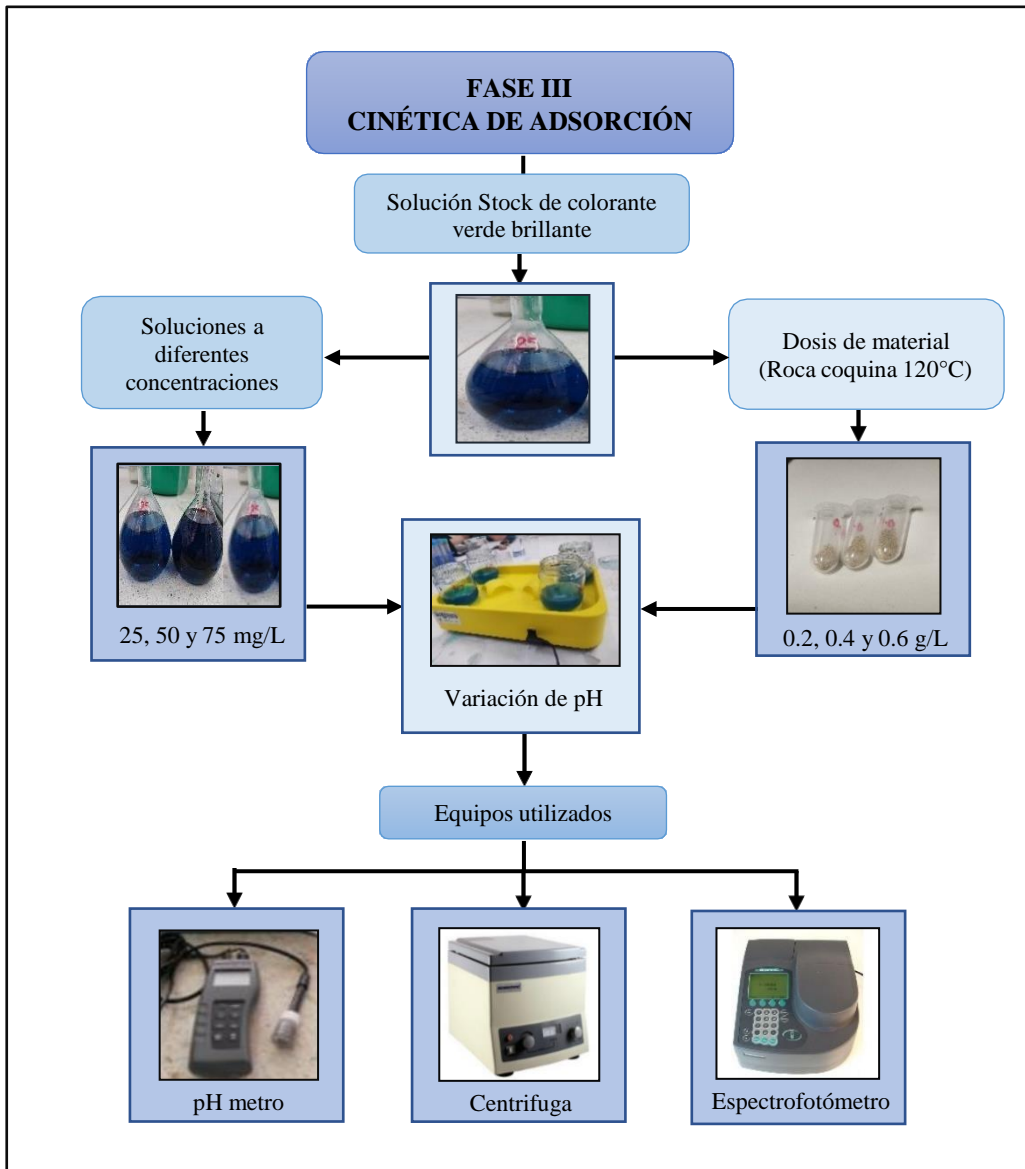 FASE III
CINÉTICA DE ADSORCIÓN
Solución Stock de colorante
verde brillante
Soluciones a
diferentes
concentraciones
Dosis de material
(Roca coquina 120°C)
25, 50 y 75 mg/L
0.2, 0.4 y 0.6 g/L
Variación de pH
Equipos utilizados
pH metro
Centrifuga
Espectrofotómetro